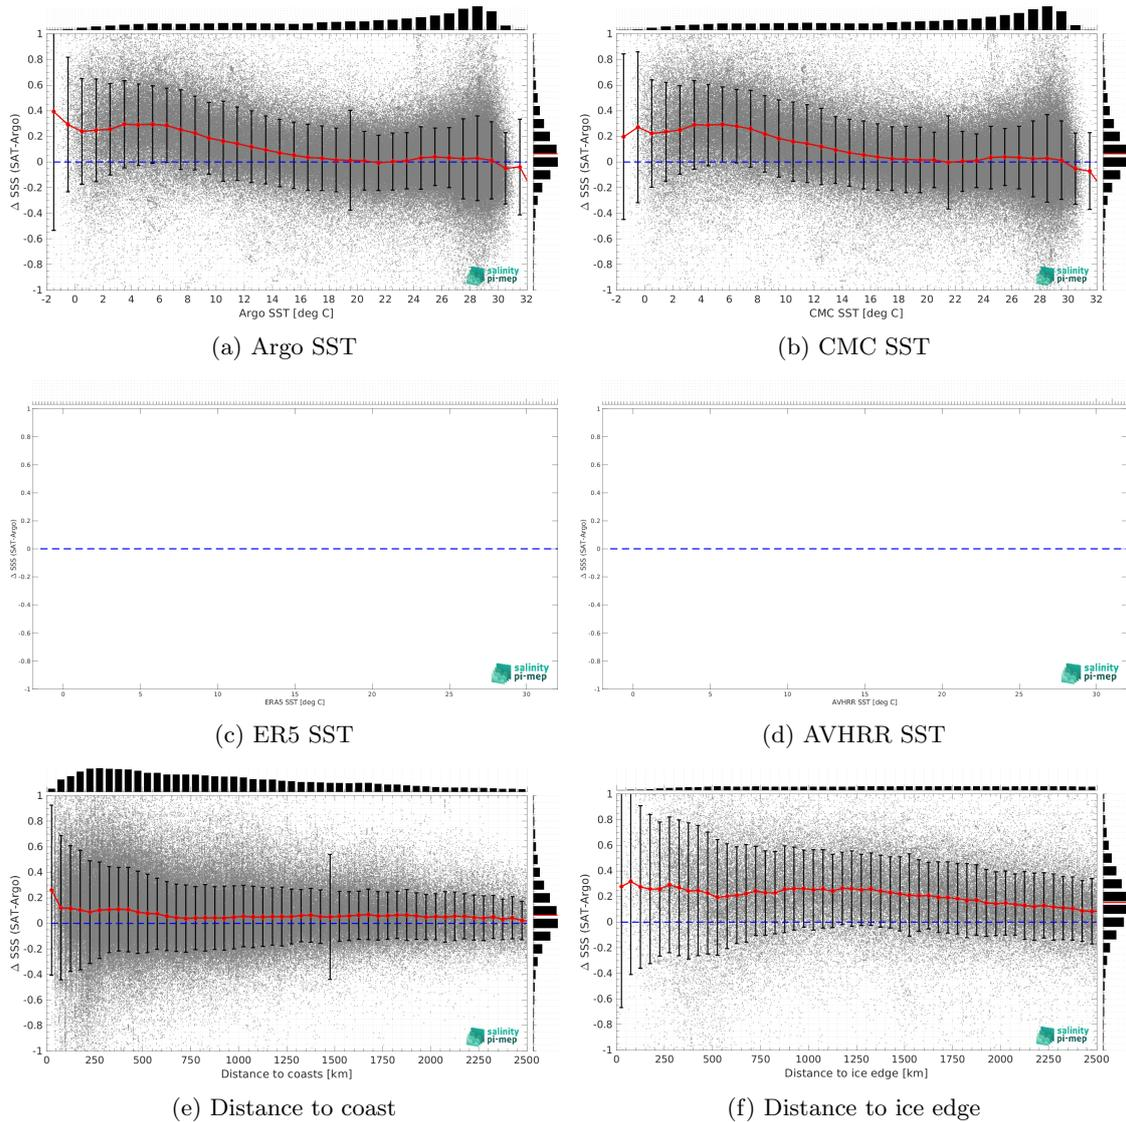 1
0.8
0.6
0.4
0.2
0
-0.2
-0.4
-0.6
-0.8
-1
Δ SSS (SAT-Argo)
-2 0 2 4 6 8 10 12 14 16 18 20 22 24 26 28 30 32
Argo SST [deg C]
salinity
pi-mep
(a) Argo SST
1
0.8
0.6
0.4
0.2
0
-0.2
-0.4
-0.6
-0.8
-1
Δ SSS (SAT-Argo)
-2 0 2 4 6 8 10 12 14 16 18 20 22 24 26 28 30 32
CMC SST [deg C]
salinity
pi-mep
(b) CMC SST
1
0.8
0.6
0.4
0.2
0
-0.2
-0.4
-0.6
-0.8
-1
Δ SSS (SAT-Argo)
0 5 10 15 20 25 30
ERA5 SST [deg C]
salinity
pi-mep
(c) ER5 SST
1
0.8
0.6
0.4
0.2
0
-0.2
-0.4
-0.6
-0.8
-1
Δ SSS (SAT-Argo)
0 5 10 15 20 25 30
AVHRR SST [deg C]
salinity
pi-mep
(d) AVHRR SST
1
0.8
0.6
0.4
0.2
0
-0.2
-0.4
-0.6
-0.8
-1
Δ SSS (SAT-Argo)
0 250 500 750 1000 1250 1500 1750 2000 2250 2500
Distance to coasts [km]
salinity
pi-mep
(e) Distance to coast
1
0.8
0.6
0.4
0.2
0
-0.2
-0.4
-0.6
-0.8
-1
Δ SSS (SAT-Argo)
0 250 500 750 1000 1250 1500 1750 2000 2250 2500
Distance to ice edge [km]
salinity
pi-mep
(f) Distance to ice edge